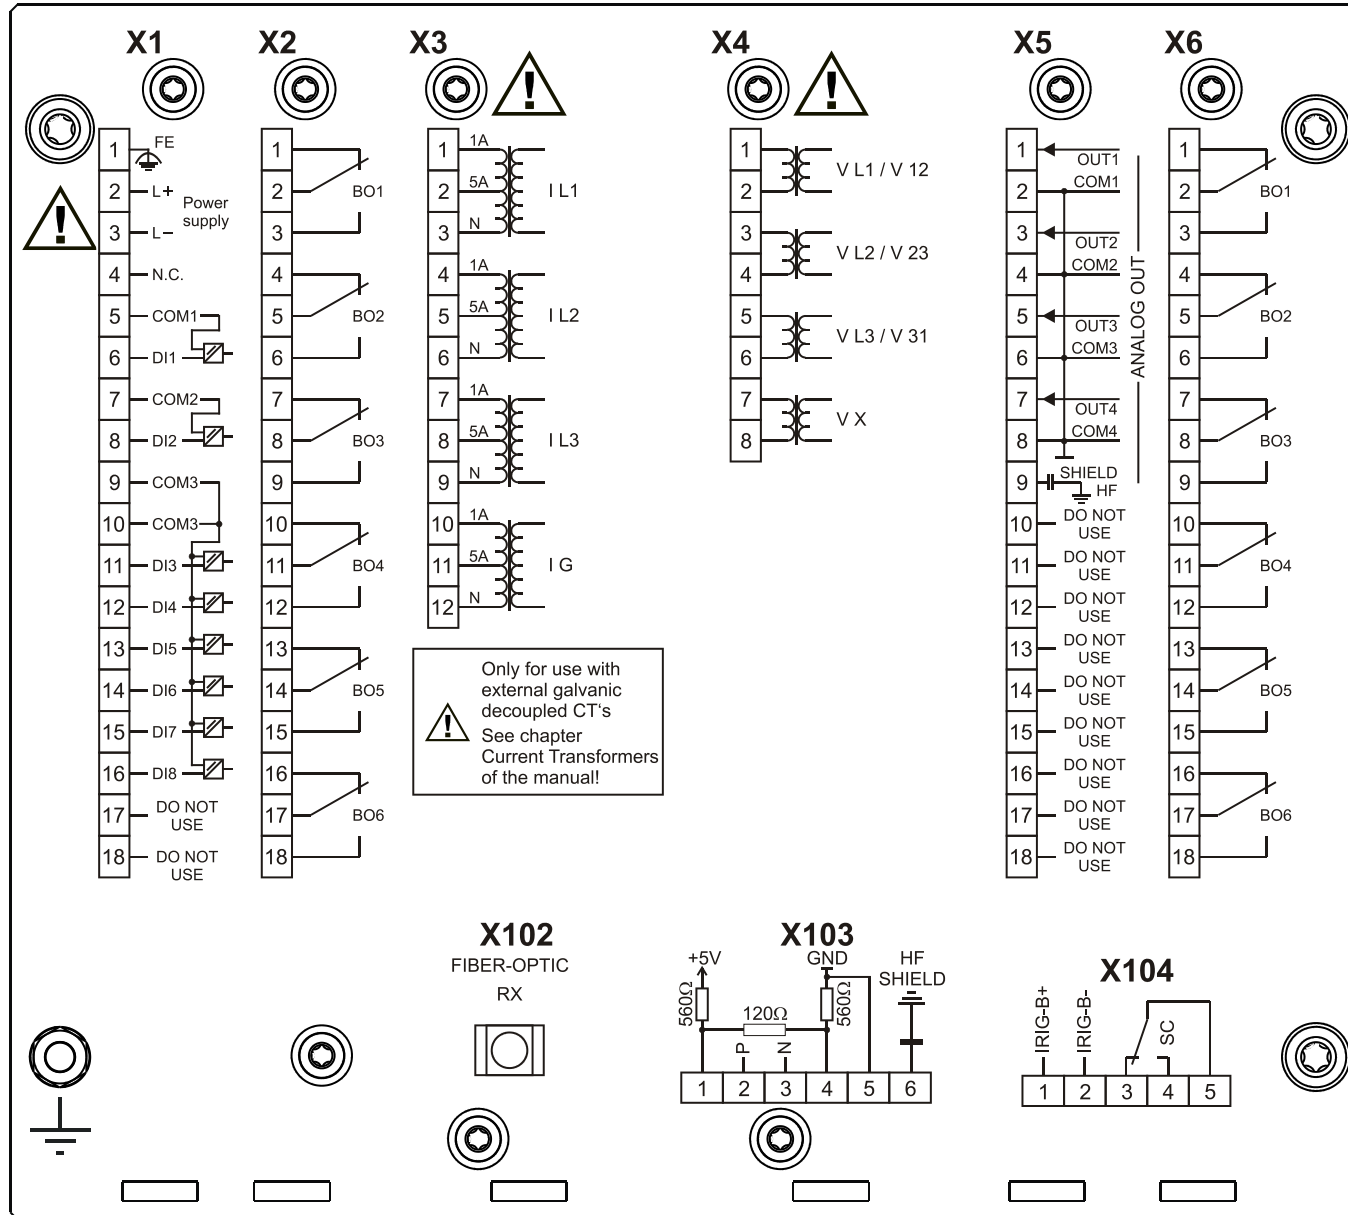 X1
X2
X3
X4
X5
X6
1 FE
2 L+
Power
supply
3 L–
4 N.C.
5 COM1
6 DI1
7 COM2
8 DI2
9 COM3
10 COM3
11 DI3
12 DI4
13 DI5
14 DI6
15 DI7
16 DI8
17 DO NOT
USE
18 DO NOT
USE
1
2 BO1
3
4
5 BO2
6
7
8 BO3
9
10
11 BO4
12
13
14 BO5
15
16
17 BO6
18
1 1A
2 5A I L1
3 N
4 1A
5 5A I L2
6 N
7 1A
8 5A I L3
9 N
10 1A
11 5A I G
12 N
!
Only for use with
external galvanic
decoupled CT's
See chapter
Current Transformers
of the manual!
1
V L1 / V 12
2
3
V L2 / V 23
4
5
V L3 / V 31
6
7
V X
8
1 OUT1
2 COM1
3 OUT2
4 COM2
5 OUT3
6 COM3
7 OUT4
8 COM4
ANALOG OUT
9 SHIELD
HF
10 DO NOT
USE
11 DO NOT
USE
12 DO NOT
USE
13 DO NOT
USE
14 DO NOT
USE
15 DO NOT
USE
16 DO NOT
USE
17 DO NOT
USE
18 DO NOT
USE
1
2 BO1
3
4
5 BO2
6
7
8 BO3
9
10
11 BO4
12
13
14 BO5
15
16
17 BO6
18
X102
FIBER-OPTIC
RX
X103
+5V
GND
HF
SHIELD
560Ω
120Ω
560Ω
P
N
1 2 3 4 5 6
X104
IRIG-B+
IRIG-B-
SC
1 2 3 4 5